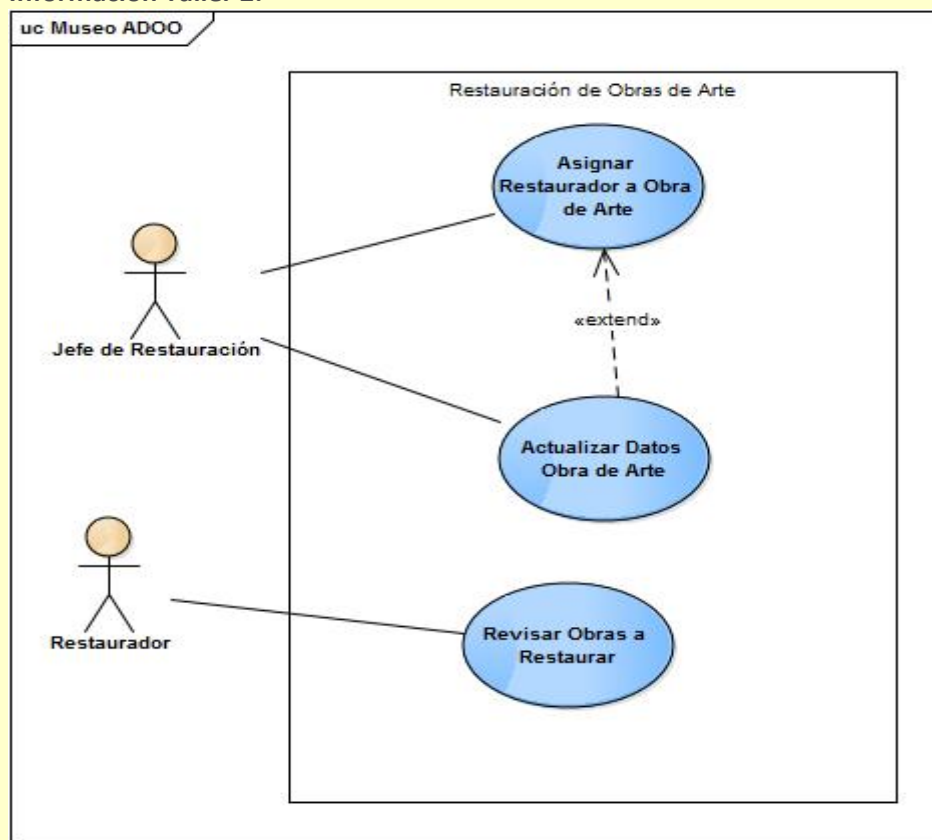 Información Taller 2:
uc Museo ADOO
Restauración de Obras de Arte
Asignar
Restaurador a Obra
de Arte
«extend»
Jefe de Restauración
Actualizar Datos
Obra de Arte
Restaurador
Revisar Obras a
Restaurar